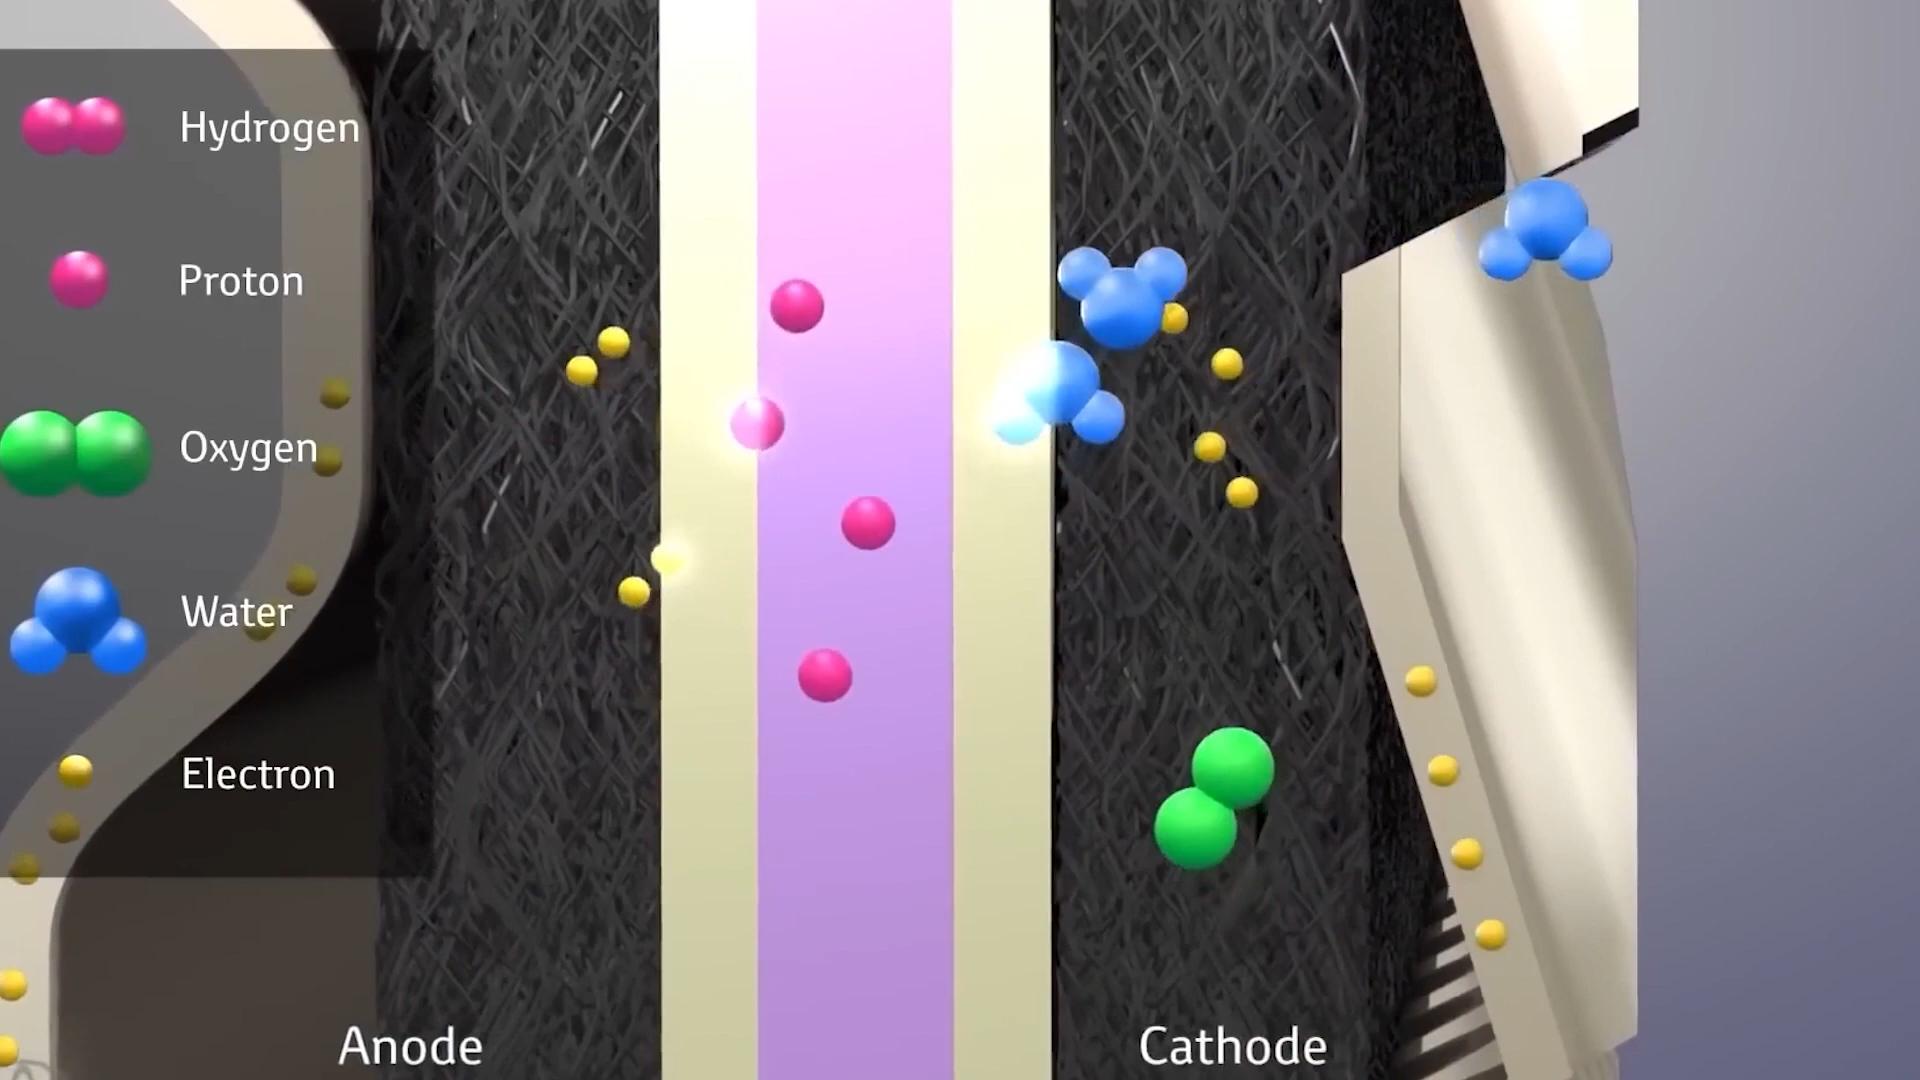 Hydrogen
Proton
Oxygen
Water
Electron
Anode
Cathode